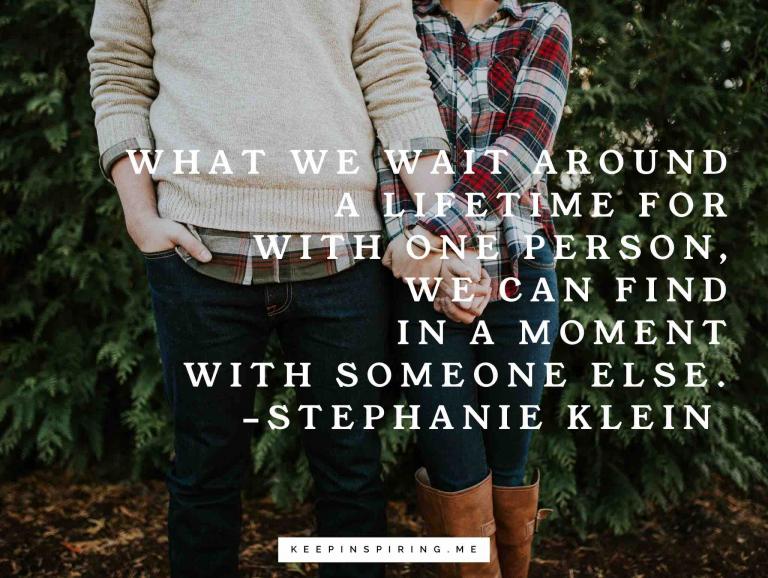 WHAT WE WAIT AROUND
A LIFETIME FOR
WITH ONE PERSON,
WE CAN FIND
IN A MOMENT
WITH SOMEONE ELSE.
–STEPHANIE KLEIN
KEEPINSPIRING.ME